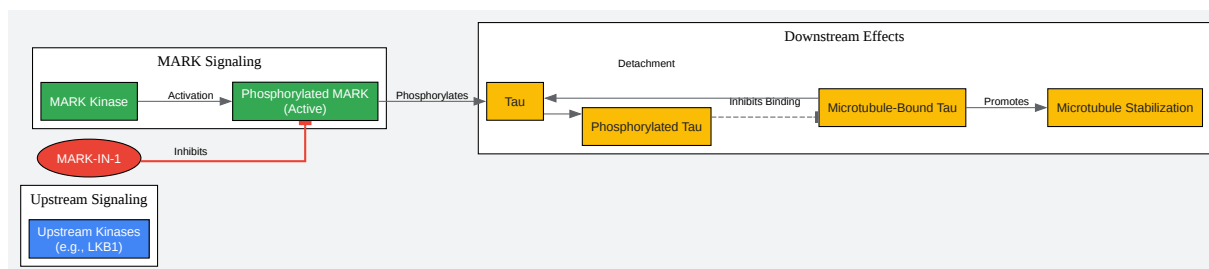 Downstream Effects
MARK Signaling
Detachment
MARK Kinase
Activation
Phosphorylated MARK
(Active)
Phosphorylates
Tau
Inhibits Binding
Phosphorylated Tau
Microtubule-Bound Tau
Promotes
Microtubule Stabilization
MARK-IN-1
Inhibits
Upstream Signaling
Upstream Kinases
(e.g., LKB1)